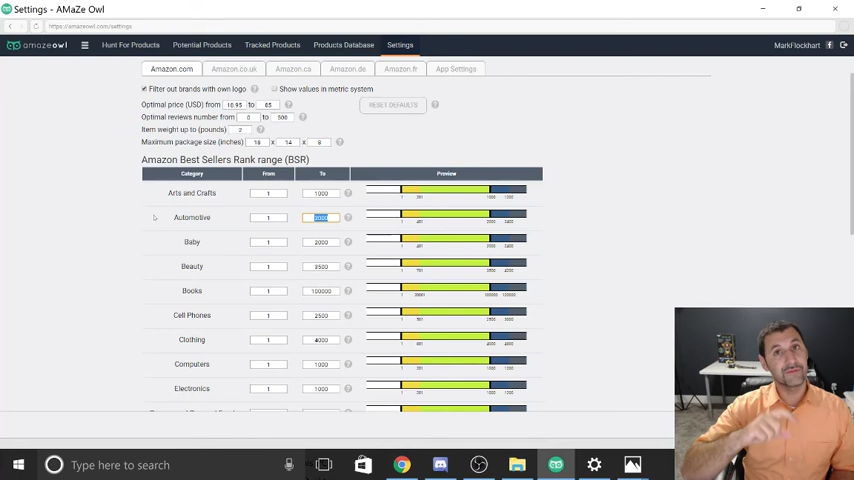 Settings - AMaZe Owl
https://amazeowl.com/settings
amazeowl
Hunt For Products
Potential Products
Tracked Products
Products Database
Settings
MarkFlockhart
Amazon.com
Amazon.co.uk
Amazon.ca
Amazon.de
Amazon.fr
App Settings
Filter out brands with own logo
Show values in metric system
Optimal price (USD) from 18.95 to 85
RESET DEFAULTS
Optimal reviews number from 0 to 500
Item weight up to (pounds) 2
Maximum package size (inches) 18 x 14 x 8
Amazon Best Sellers Rank range (BSR)
Category From To Preview
Arts and Crafts 1 1000
Automotive 1 2000
Baby 1 2000
Beauty 1 3500
Books 1 100000
Cell Phones 1 2500
Clothing 1 4000
Computers 1 1000
Electronics 1 1000
Type here to search